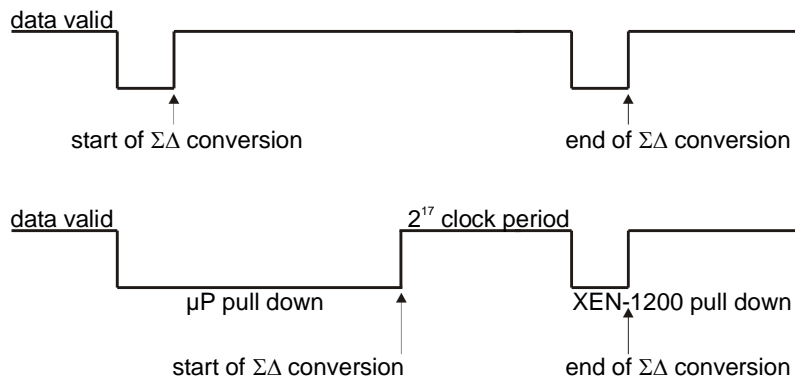 data valid
start of ΣΔ conversion
end of ΣΔ conversion
data valid
2¹⁷ clock period
µP pull down
XEN-1200 pull down
start of ΣΔ conversion
end of ΣΔ conversion